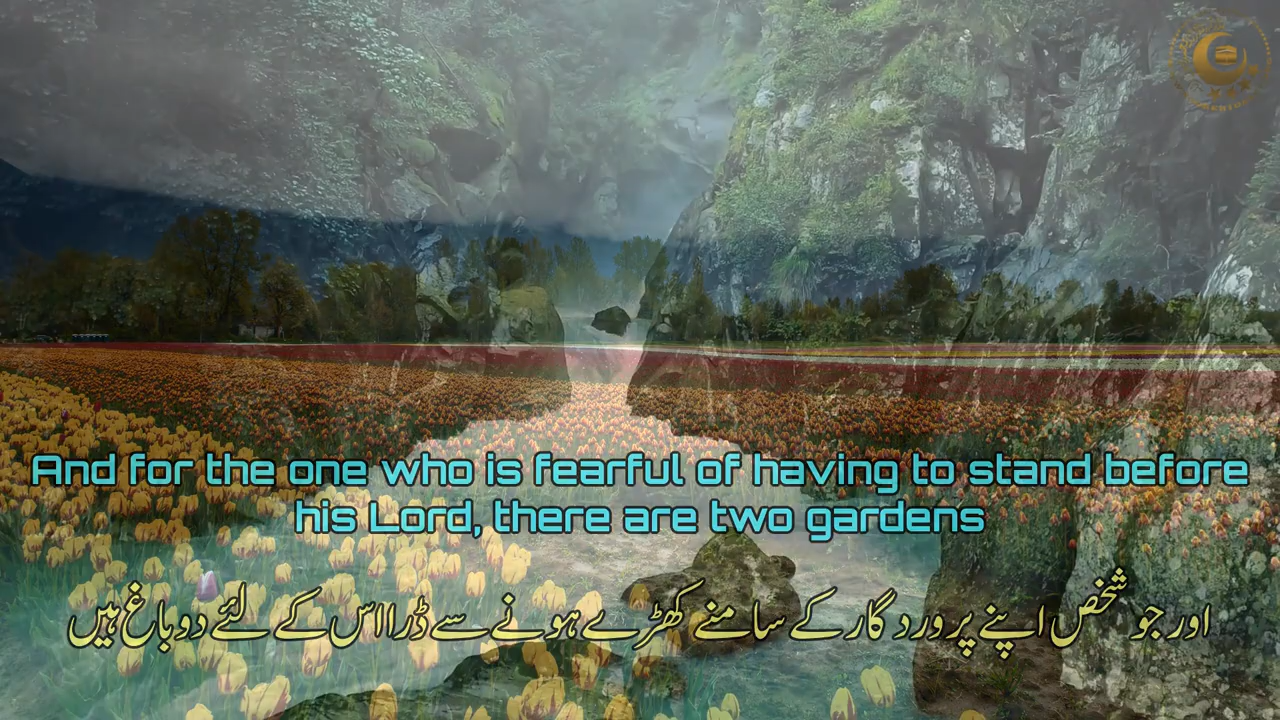 And for the one who is fearful of having to stand before
his Lord, there are two gardens
اور جو شخص اپنے پروردگار کے سامنے کھڑے ہونے سے ڈرا اس کے لئے دو باغ ہیں